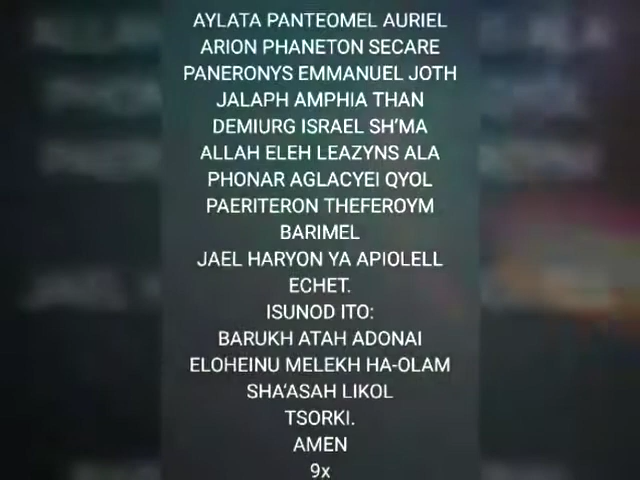 AYLATA PANTEOMEL AURIEL
ARION PHANETON SECARE
PANERONYS EMMANUEL JOTH
JALAPH AMPHIA THAN
DEMIURG ISRAEL SH'MA
ALLAH ELEH LEAZYNS ALA
PHONAR AGLACYEI QYOL
PAERITERON THEFEROYM
BARIMEL
JAEL HARYON YA APIOLELL
ECHET.
ISUNOD ITO:
BARUKH ATAH ADONAI
ELOHEINU MELEKH HA-OLAM
SHA'ASAH LIKOL
TSORKI.
AMEN
9x